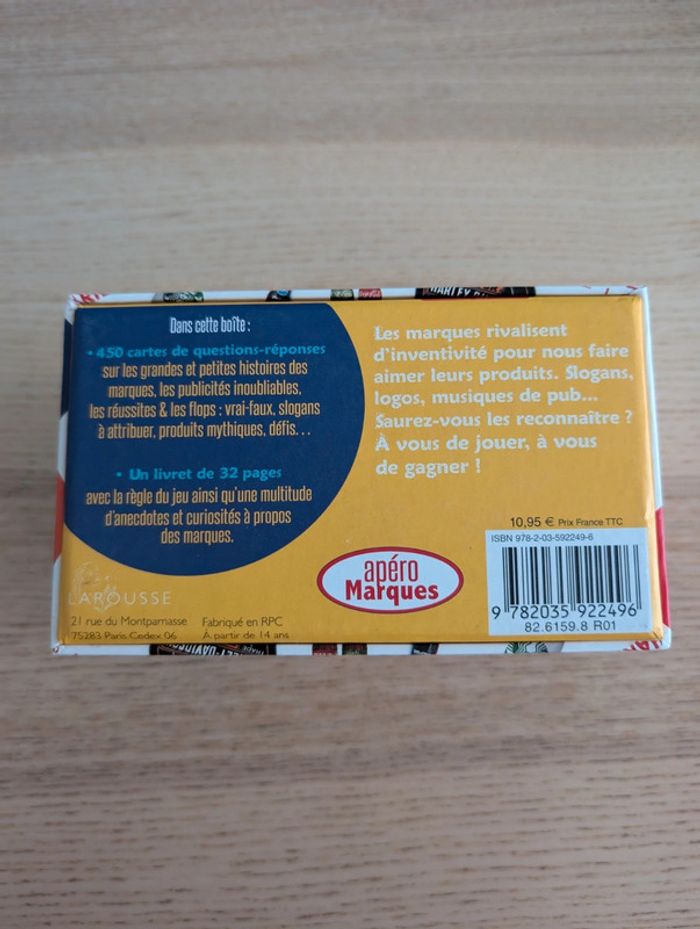 HARLEY-DAVIDSON
Dans cette boîte :
• 450 cartes de questions-réponses
sur les grandes et petites histoires des
marques, les publicités inoubliables,
les réussites & les flops : vrai-faux, slogans
à attribuer, produits mythiques, défis...
• Un livret de 32 pages
avec la règle du jeu ainsi qu'une multitude
d'anecdotes et curiosités à propos
des marques.
Les marques rivalisent
d'inventivité pour nous faire
aimer leurs produits. Slogans,
logos, musiques de pub...
Saurez-vous les reconnaître ?
À vous de jouer, à vous
de gagner !
10,95 € Prix France TTC
ISBN 978-2-03-592249-6
9 782035 922496
82.6159.8 R01
apéro
Marques
LAROUSSE
21 rue du Montparnasse
75283 Paris Cedex 06
Fabriqué en RPC
À partir de 14 ans